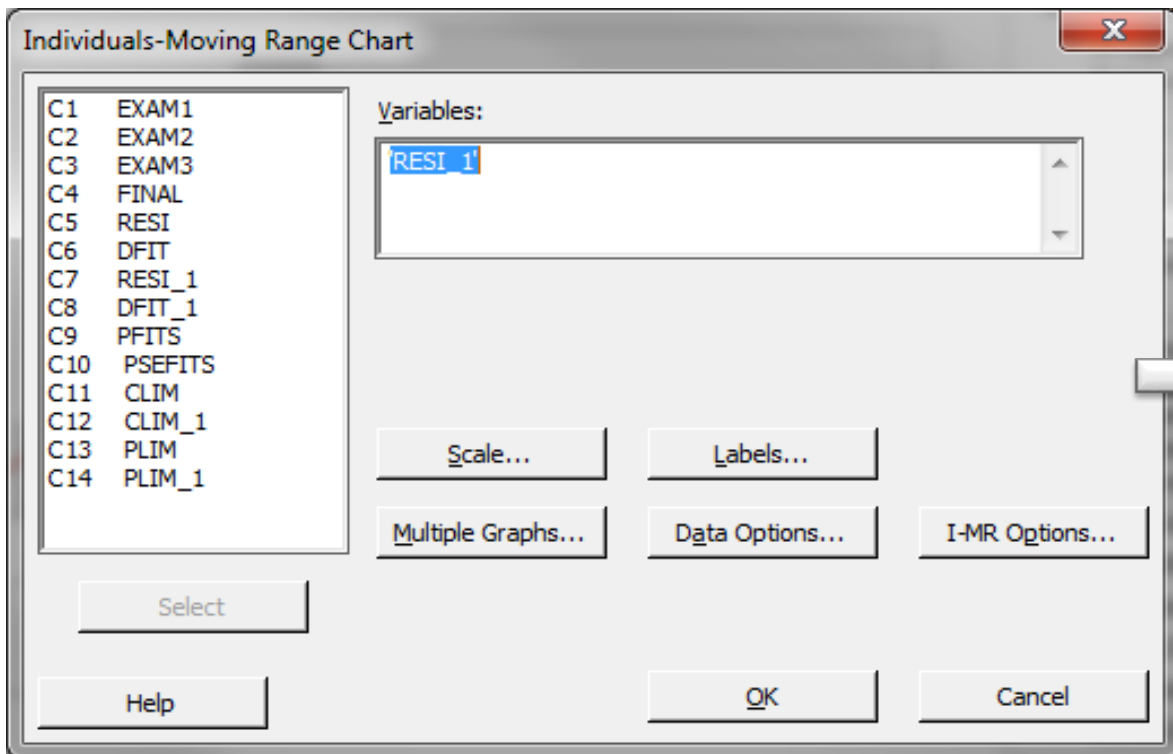 Individuals-Moving Range Chart
C1 EXAM1
C2 EXAM2
C3 EXAM3
C4 FINAL
C5 RESI
C6 DFIT
C7 RESI_1
C8 DFIT_1
C9 PFITS
C10 PSEFITS
C11 CLIM
C12 CLIM_1
C13 PLIM
C14 PLIM_1
Variables:
'RESI_1'
Scale...
Labels...
Multiple Graphs...
Data Options...
I-MR Options...
Select
Help
OK
Cancel